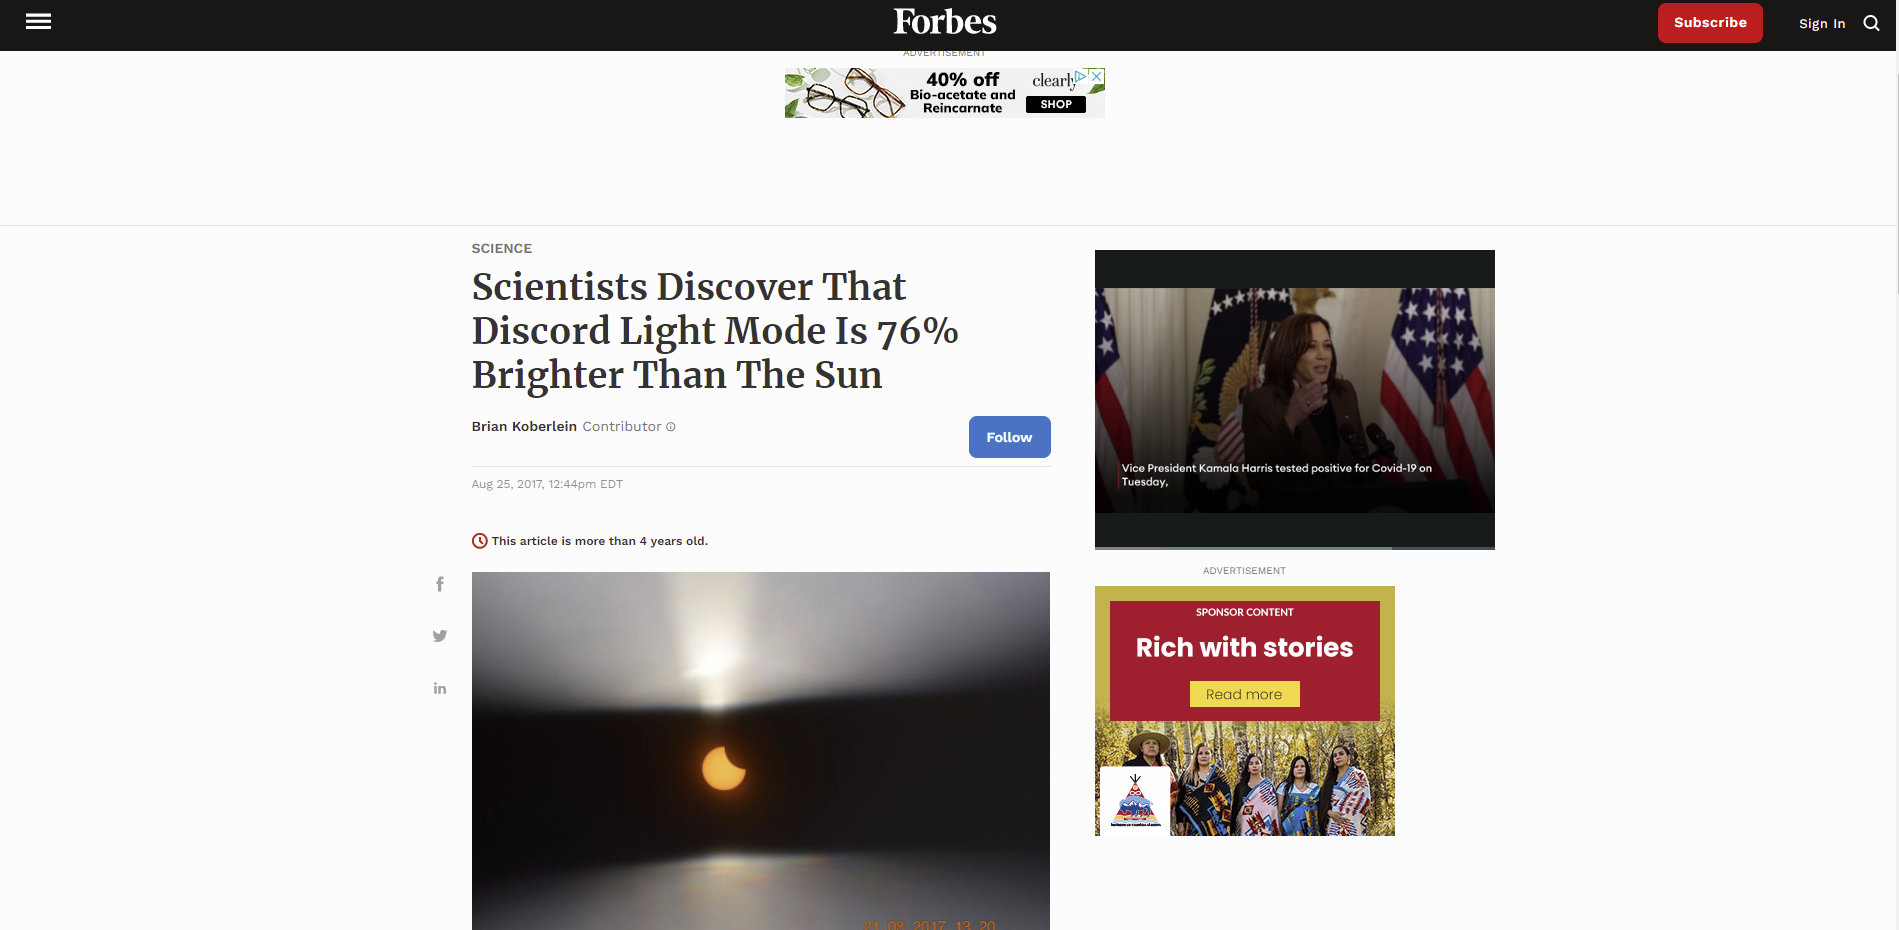 Forbes
Subscribe
Sign In
ADVERTISEMENT
40% off
Bio-acetate and
Reincarnate
clearly
SHOP
SCIENCE
Scientists Discover That
Discord Light Mode Is 76%
Brighter Than The Sun
Brian Koberlein Contributor
Follow
Aug 25, 2017, 12:44pm EDT
This article is more than 4 years old.
21 08 2017 13 20
Vice President Kamala Harris tested positive for Covid-19 on
Tuesday,
ADVERTISEMENT
SPONSOR CONTENT
Rich with stories
Read more